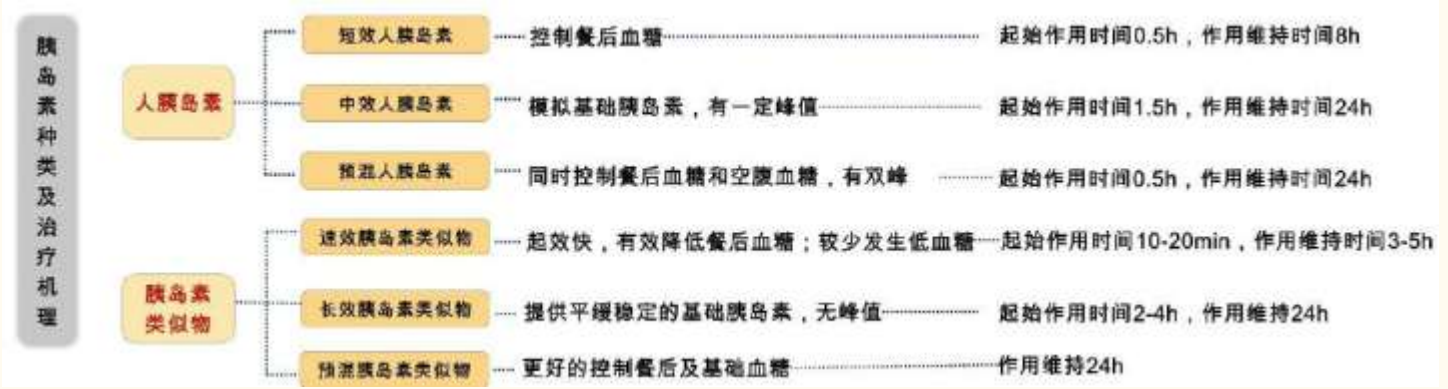 胰岛素种类及治疗机理
人胰岛素
短效人胰岛素 控制餐后血糖 起始作用时间0.5h，作用维持时间8h
中效人胰岛素 模拟基础胰岛素，有一定峰值 起始作用时间1.5h，作用维持时间24h
预混人胰岛素 同时控制餐后血糖和空腹血糖，有双峰 起始作用时间0.5h，作用维持时间24h
胰岛素
类似物
速效胰岛素类似物 起效快，有效降低餐后血糖；较少发生低血糖 起始作用时间10-20min，作用维持时间3-5h
长效胰岛素类似物 提供平缓稳定的基础胰岛素，无峰值 起始作用时间2-4h，作用维持24h
预混胰岛素类似物 更好的控制餐后及基础血糖 作用维持24h